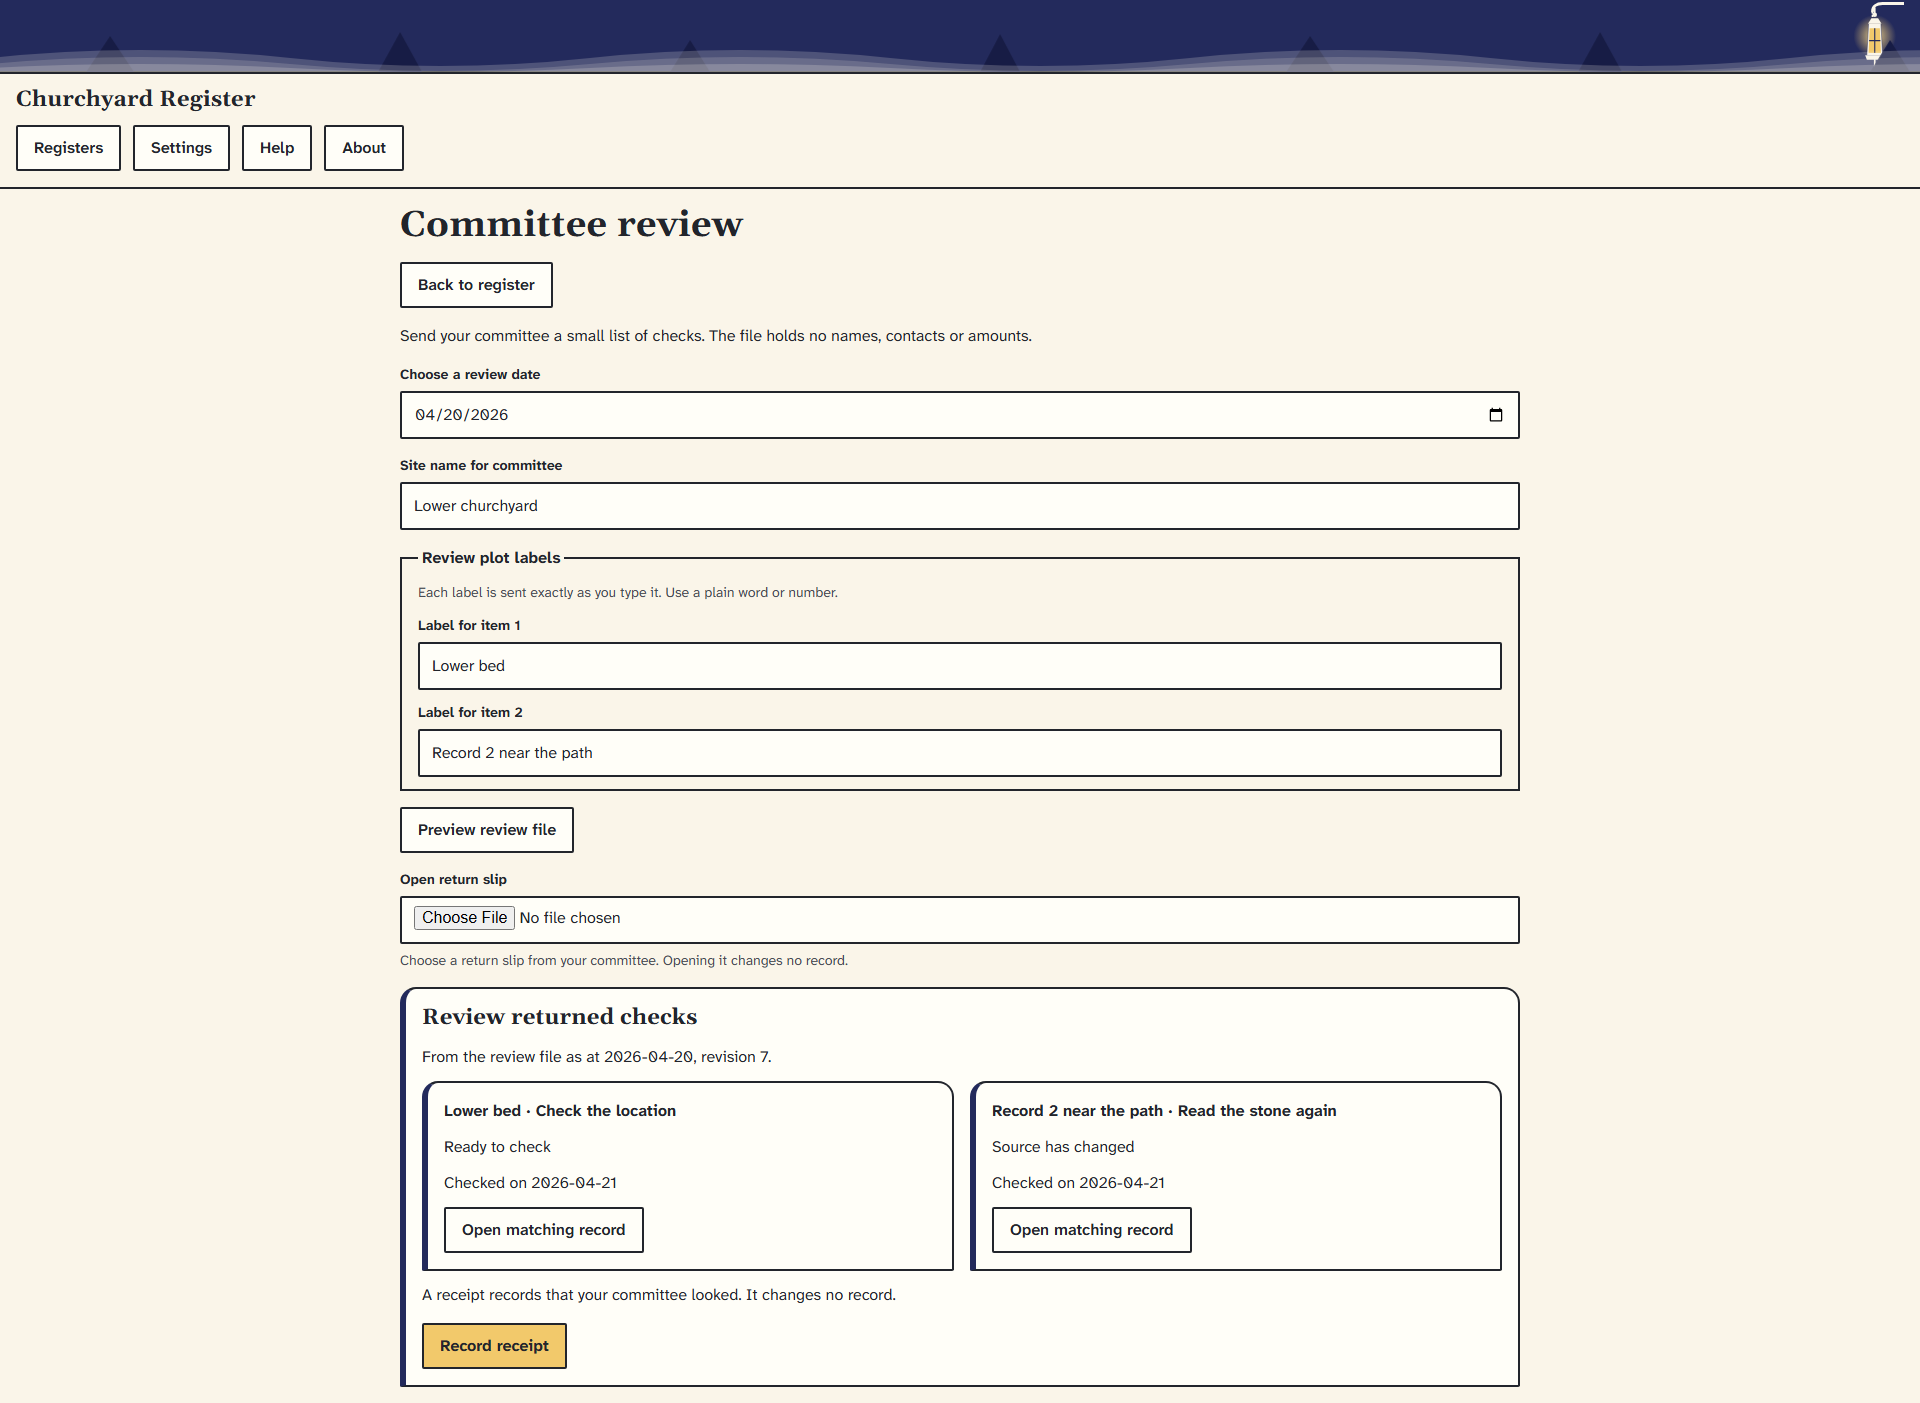 Churchyard Register
Registers
Settings
Help
About
Committee review
Back to register
Send your committee a small list of checks. The file holds no names, contacts or amounts.
Choose a review date
04/20/2026
Site name for committee
Lower churchyard
Review plot labels
Each label is sent exactly as you type it. Use a plain word or number.
Label for item 1
Lower bed
Label for item 2
Record 2 near the path
Preview review file
Open return slip
Choose File No file chosen
Choose a return slip from your committee. Opening it changes no record.
Review returned checks
From the review file as at 2026-04-20, revision 7.
Lower bed · Check the location
Ready to check
Checked on 2026-04-21
Open matching record
Record 2 near the path · Read the stone again
Source has changed
Checked on 2026-04-21
Open matching record
A receipt records that your committee looked. It changes no record.
Record receipt